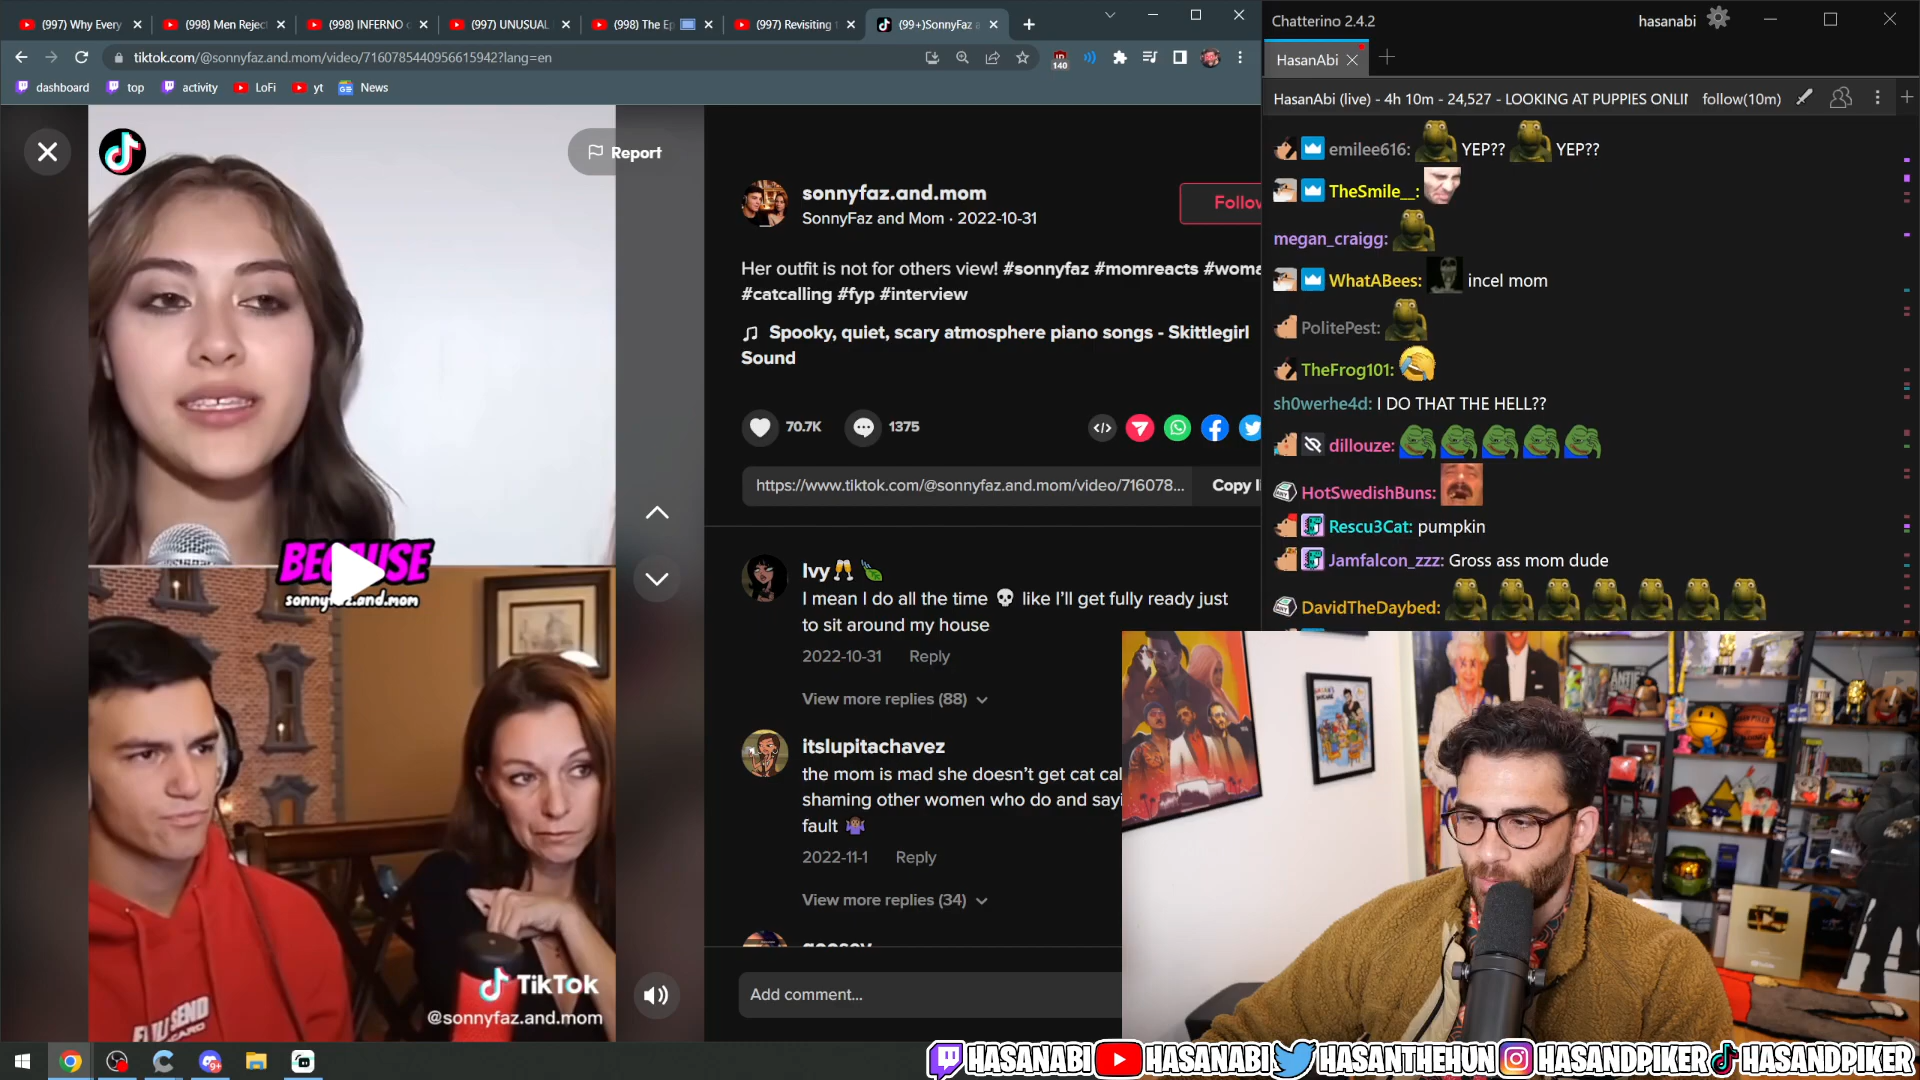 (997) Why Every
(998) Men Reject
(998) INFERNO
(997) UNUSUAL
(998) The Ep
(997) Revisiting
(99+)SonnyFaz a
tiktok.com/@sonnyfaz.and.mom/video/7160785440956615942?lang=en
140
dashboard
top
activity
LoFi
yt
News
Report
BECAUSE
sonnyfaz.and.mom
TikTok
@sonnyfaz.and.mom
sonnyfaz.and.mom
SonnyFaz and Mom · 2022-10-31
Follow
Her outfit is not for others view! #sonnyfaz #momreacts #woma
#catcalling #fyp #interview
Spooky, quiet, scary atmosphere piano songs - Skittlegirl
Sound
70.7K
1375
https://www.tiktok.com/@sonnyfaz.and.mom/video/716078...
Copy l
Ivy🥂 🍃
I mean I do all the time 💀 like I'll get fully ready just
to sit around my house
2022-10-31 Reply
View more replies (88)
itslupitachavez
the mom is mad she doesn't get cat cal
shaming other women who do and sayi
fault 🤷🏽‍♀️
2022-11-1 Reply
View more replies (34)
Add comment...
Chatterino 2.4.2
hasanabi
HasanAbi
HasanAbi (live) - 4h 10m - 24,527 - LOOKING AT PUPPIES ONLI
follow(10m)
emilee616: YEP?? YEP??
TheSmile__:
megan_craigg:
WhatABees: incel mom
PolitePest:
TheFrog101:
sh0werhe4d: I DO THAT THE HELL??
dillouze:
HotSwedishBuns:
Rescu3Cat: pumpkin
Jamfalcon_zzz: Gross ass mom dude
DavidTheDaybed:
HASANABI
HASANABI
HASANTHEHUN
HASANDPIKER
HASANDPIKER